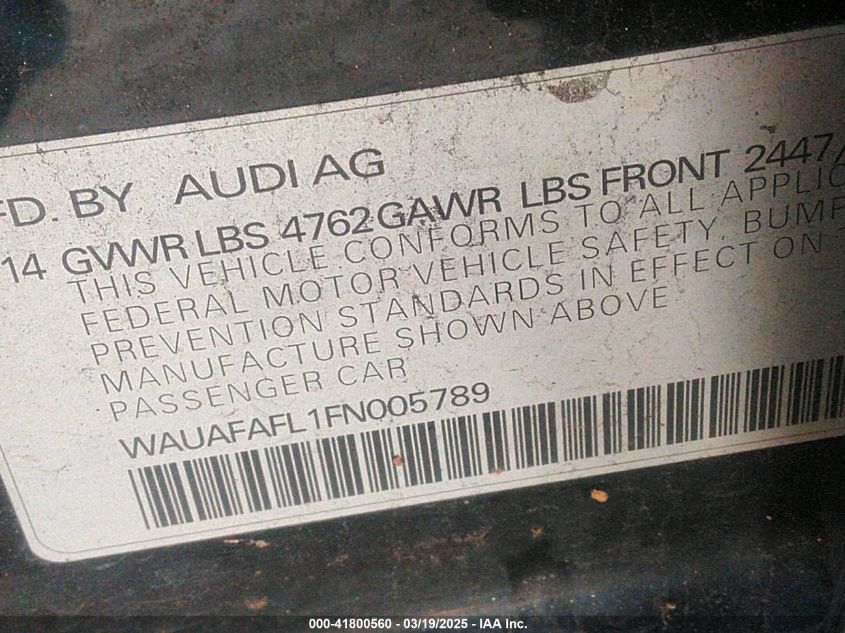 FD. BY AUDI AG
14 GVWR LBS 4762 GAWR LBS FRONT 2447
THIS VEHICLE CONFORMS TO ALL APPLIC
FEDERAL MOTOR VEHICLE SAFETY, BUMP
PREVENTION STANDARDS IN EFFECT ON
MANUFACTURE SHOWN ABOVE
PASSENGER CAR
WAUAFAFL1FN005789
000-41800560 - 03/19/2025 - IAA Inc.